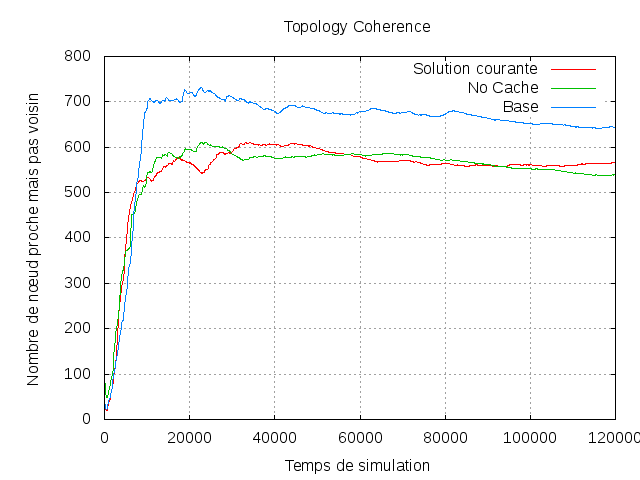 Topology Coherence
Solution courante
No Cache
Base
Nombre de nœud proche mais pas voisin
800
700
600
500
400
300
200
100
0
0 20000 40000 60000 80000 100000 120000
Temps de simulation